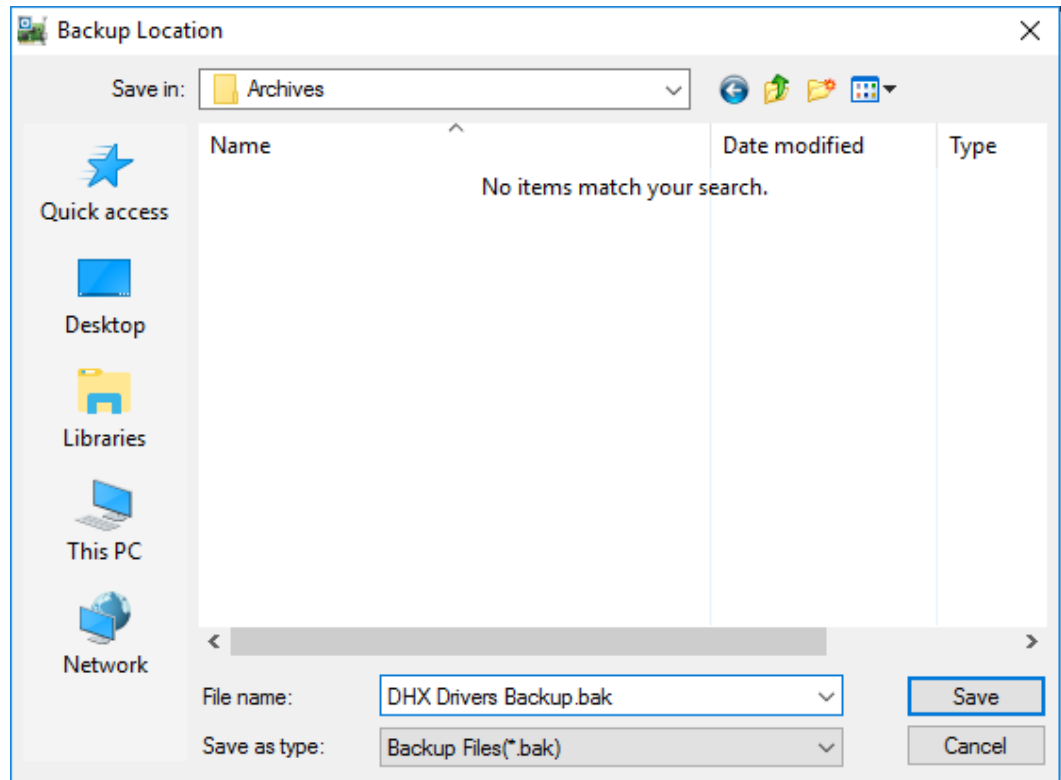 Backup Location
Save in: Archives
Name Date modified Type
No items match your search.
Quick access
Desktop
Libraries
This PC
Network
File name: DHX Drivers Backup.bak Save
Save as type: Backup Files(*.bak) Cancel